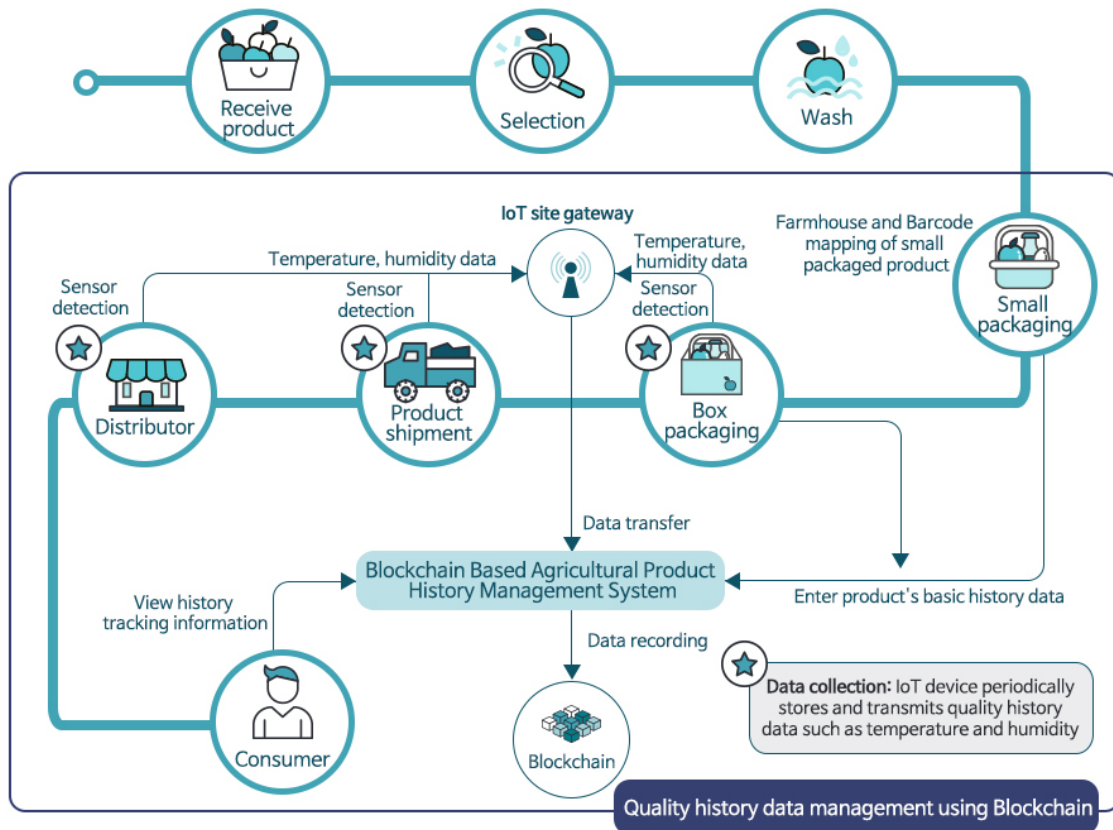 Receive
product
Selection
Wash
IoT site gateway
Farmhouse and Barcode
mapping of small
packaged product
Small
packaging
Temperature, humidity data
Temperature,
humidity data
Sensor
detection
Sensor
detection
Sensor
detection
Distributor
Product
shipment
Box
packaging
Data transfer
Blockchain Based Agricultural Product
History Management System
Enter product's basic history data
View history
tracking information
Data recording
Consumer
Blockchain
Data collection: IoT device periodically
stores and transmits quality history
data such as temperature and humidity
Quality history data management using Blockchain